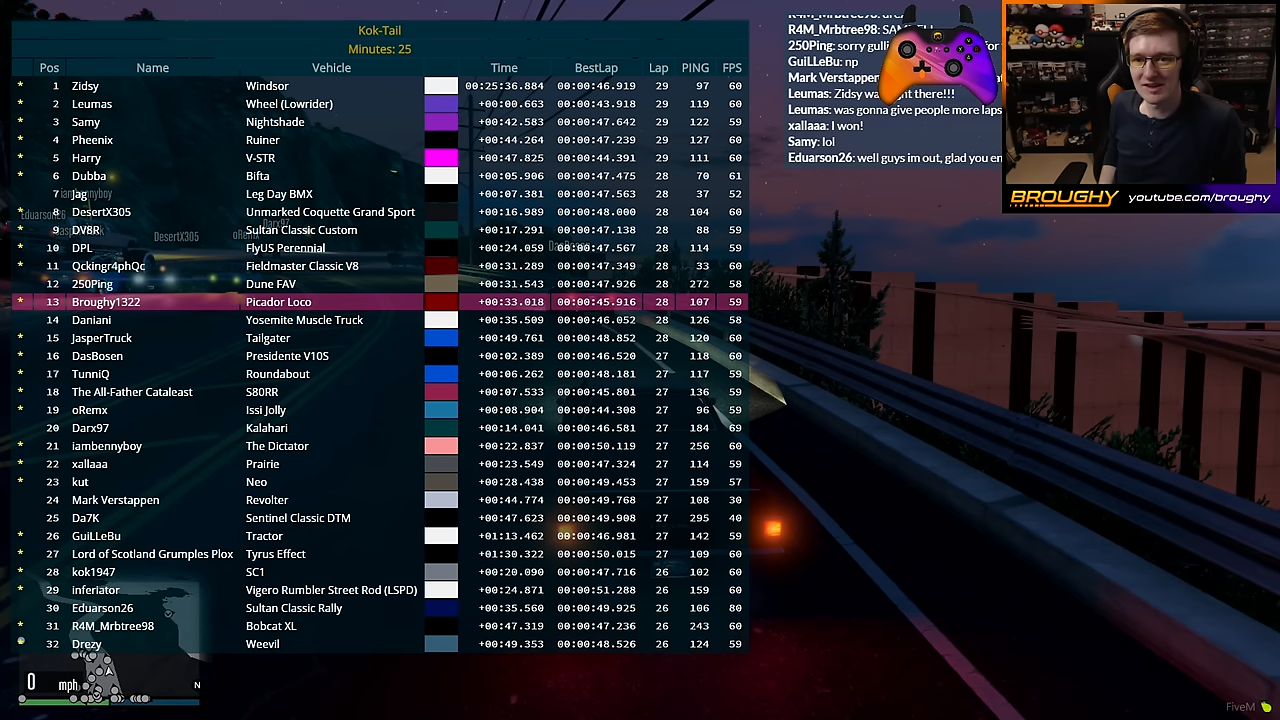 Kok-Tail
Minutes: 25
Pos Name Vehicle Time BestLap Lap PING FPS
* 1 Zidsy Windsor 00:25:36.884 00:00:46.919 29 97 60
* 2 Leumas Wheel (Lowrider) +00:00.663 00:00:43.918 29 119 60
* 3 Samy Nightshade +00:42.583 00:00:47.642 29 122 59
* 4 Pheenix Ruiner +00:44.264 00:00:47.239 29 127 60
* 5 Harry V-STR +00:47.825 00:00:44.391 29 111 60
* 6 Dubba Bifta +00:05.906 00:00:47.475 28 70 61
* 7 Jag Leg Day BMX +00:07.381 00:00:47.563 28 37 52
* 8 DesertX305 Unmarked Coquette Grand Sport +00:16.989 00:00:48.000 28 104 60
* 9 DV8R Sultan Classic Custom +00:17.291 00:00:47.138 28 88 59
* 10 DPL FlyUS Perennial +00:24.059 00:00:47.567 28 114 59
* 11 Qckingr4phQc Fieldmaster Classic V8 +00:31.289 00:00:47.349 28 33 60
12 250Ping Dune FAV +00:31.543 00:00:47.926 28 272 58
* 13 Broughy1322 Picador Loco +00:33.018 00:00:45.916 28 107 59
14 Daniani Yosemite Muscle Truck +00:35.509 00:00:46.052 28 126 58
* 15 JasperTruck Tailgater +00:49.761 00:00:48.852 28 120 60
* 16 DasBosen Presidente V10S +00:02.389 00:00:46.520 27 118 60
* 17 TunniQ Roundabout +00:06.262 00:00:48.181 27 117 59
* 18 The All-Father Cataleast S80RR +00:07.533 00:00:45.801 27 136 59
* 19 oRemx Issi Jolly +00:08.904 00:00:44.308 27 96 59
20 Darx97 Kalahari +00:14.041 00:00:46.581 27 184 69
* 21 iambennyboy The Dictator +00:22.837 00:00:50.119 27 256 60
* 22 xallaaa Prairie +00:23.549 00:00:47.324 27 114 59
* 23 kut Neo +00:28.438 00:00:49.453 27 159 57
24 Mark Verstappen Revolter +00:44.774 00:00:49.768 27 108 30
25 Da7K Sentinel Classic DTM +00:47.623 00:00:49.908 27 295 40
* 26 GuiLLeBu Tractor +01:13.462 00:00:46.981 27 142 59
* 27 Lord of Scotland Grumples Plox Tyrus Effect +01:30.322 00:00:50.015 27 109 60
* 28 kok1947 SC1 +00:20.090 00:00:47.716 26 102 60
* 29 inferiator Vigero Rumbler Street Rod (LSPD) +00:24.871 00:00:51.288 26 159 60
30 Eduarson26 Sultan Classic Rally +00:35.560 00:00:49.925 26 106 80
* 31 R4M_Mrbtree98 Bobcat XL +00:47.319 00:00:47.236 26 243 60
32 Drezy Weevil +00:49.353 00:00:48.526 26 124 59
iambennyboy
Eduarson26
DesertX305
Darx97
R4M_Mrbtree98:
R4M_Mrbtree98:
250Ping: sorry gulli
GuiLLeBu: np
Mark Verstappen
Leumas: Zidsy
there!!!
Leumas: was gonna give people more laps
xallaaa: I won!
Samy: lol
Eduarson26: well guys im out, glad you
BROUGHY youtube.com/broughy
0 mph
N
FiveM